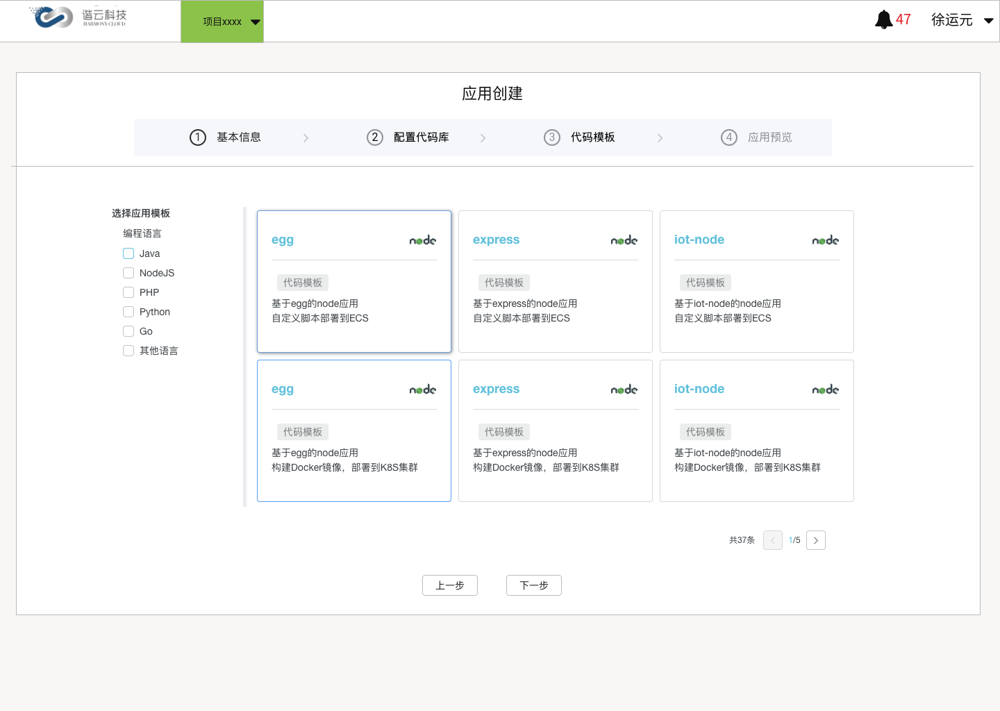 谐云科技
HARMONY CLOUD
项目xxxx
47
徐运元
应用创建
1 基本信息
2 配置代码库
3 代码模板
4 应用预览
选择应用模板
编程语言
Java
NodeJS
PHP
Python
Go
其他语言
egg
node
代码模板
基于egg的node应用
自定义脚本部署到ECS
express
node
代码模板
基于express的node应用
自定义脚本部署到ECS
iot-node
node
代码模板
基于iot-node的node应用
自定义脚本部署到ECS
egg
node
代码模板
基于egg的node应用
构建Docker镜像，部署到K8S集群
express
node
代码模板
基于express的node应用
构建Docker镜像，部署到K8S集群
iot-node
node
代码模板
基于iot-node的node应用
构建Docker镜像，部署到K8S集群
共37条
1/5
上一步
下一步